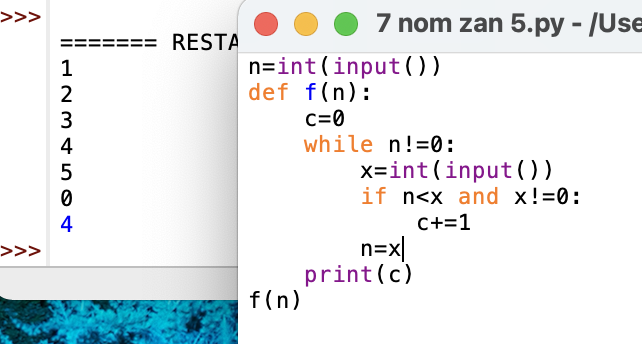 >>>
======= RESTA
1
2
3
4
5
0
4
>>>
7 nom zan 5.py - /Use
n=int(input())
def f(n):
    c=0
    while n!=0:
        x=int(input())
        if n<x and x!=0:
            c+=1
        n=x
    print(c)
f(n)